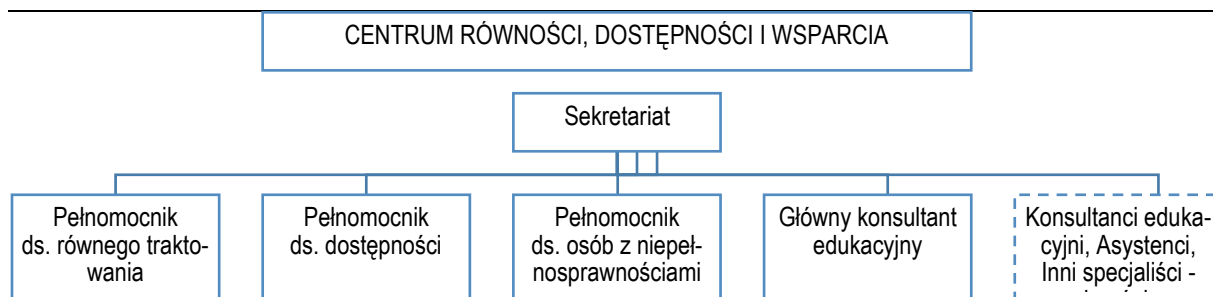 CENTRUM RÓWNOŚCI, DOSTĘPNOŚCI I WSPARCIA
Sekretariat
Pełnomocnik
ds. równego trakto-
wania
Pełnomocnik
ds. dostępności
Pełnomocnik
ds. osób z niepeł-
nosprawnościami
Główny konsultant
edukacyjny
Konsultanci eduka-
cyjni, Asystenci,
Inni specjaliści -